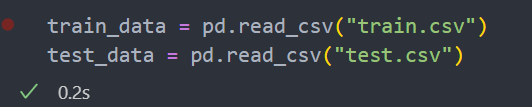 train_data = pd.read_csv("train.csv")
test_data = pd.read_csv("test.csv")
0.2s